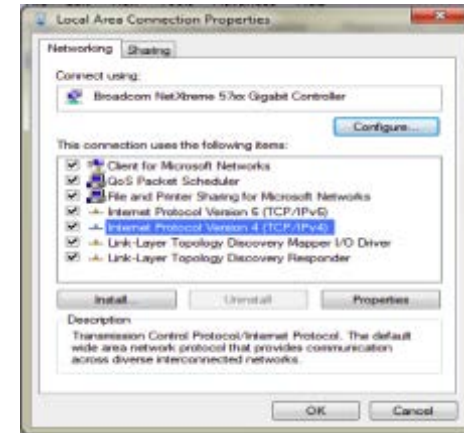 Local Area Connection Properties
Networking Sharing
Connect using:
Broadcom NetXtreme 57xx Gigabit Controller
Configure...
This connection uses the following items:
Client for Microsoft Networks
QoS Packet Scheduler
File and Printer Sharing for Microsoft Networks
Internet Protocol Version 6 (TCP/IPv6)
Internet Protocol Version 4 (TCP/IPv4)
Link-Layer Topology Discovery Mapper I/O Driver
Link-Layer Topology Discovery Responder
Install... Uninstall Properties
Description
Transmission Control Protocol/Internet Protocol. The default
wide area network protocol that provides communication
across diverse interconnected networks.
OK Cancel